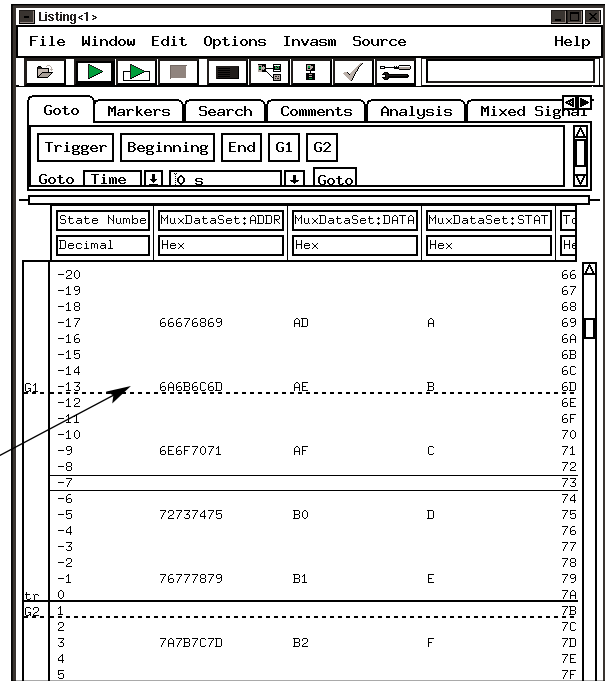 Listing<1>
File Window Edit Options Invasm Source Help
Goto Markers Search Comments Analysis Mixed Signal
Trigger Beginning End G1 G2
Goto Time 0 s Goto
State Numbe MuxDataSet:ADDR MuxDataSet:DATA MuxDataSet:STAT
Decimal Hex Hex Hex He
-20 66
-19 67
-18 68
-17 66676869 AD A 69
-16 6A
-15 6B
-14 6C
G1 -13 6A6B6C6D AE B 6D
-12 6E
-11 6F
-10 70
-9 6E6F7071 AF C 71
-8 72
-7 73
-6 74
-5 72737475 B0 D 75
-4 76
-3 77
-2 78
-1 76777879 B1 E 79
tr 0 7A
G2 1 7B
2 7C
3 7A7B7C7D B2 F 7D
4 7E
5 7F